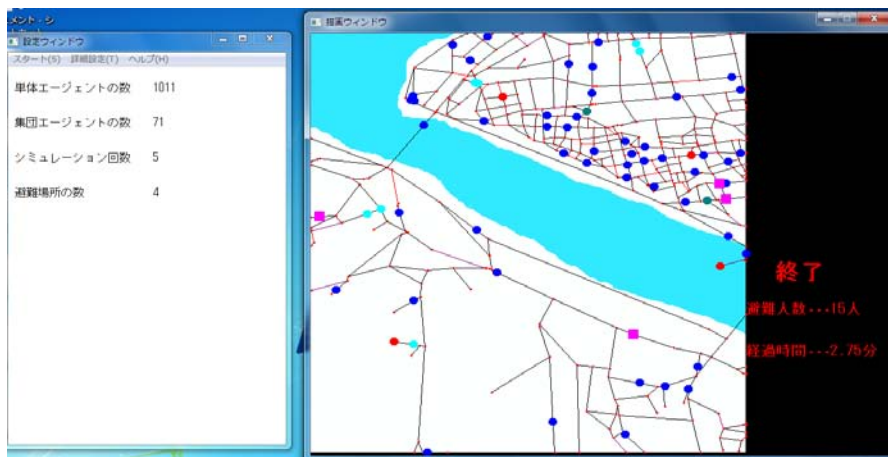 メント・シ
設定ウィンドウ
スタート(S) 詳細設定(T) ヘルプ(H)
単体エージェントの数 1011
集団エージェントの数 71
シミュレーション回数 5
避難場所の数 4
描画ウィンドウ
終了
避難人数...15人
経過時間...2.75分